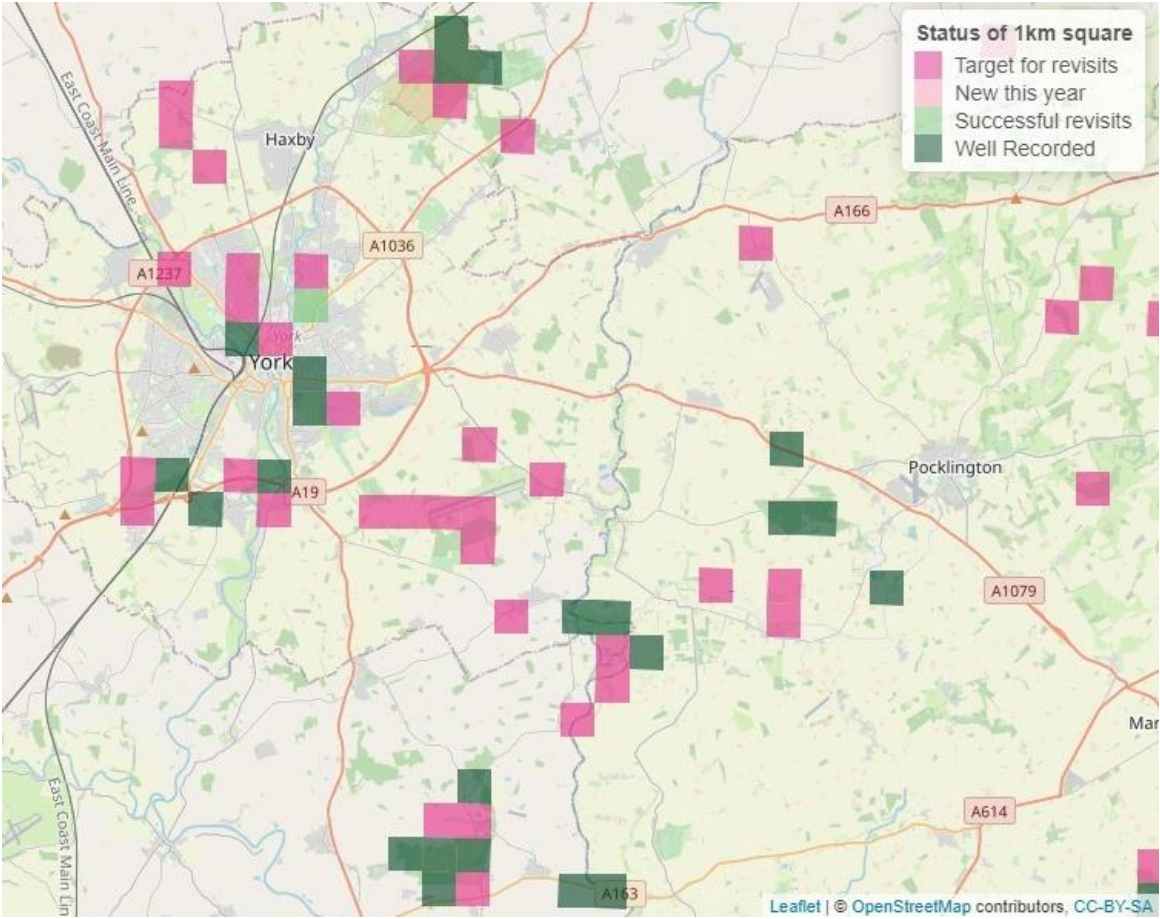 Status of 1km square
Target for revisits
New this year
Successful revisits
Well Recorded
East Coast Main Line
Haxby
A166
A1036
A1237
York
York
A19
Pocklington
A1079
Mar
A614
East Coast Main Lin
A163
Leaflet | © OpenStreetMap contributors, CC-BY-SA